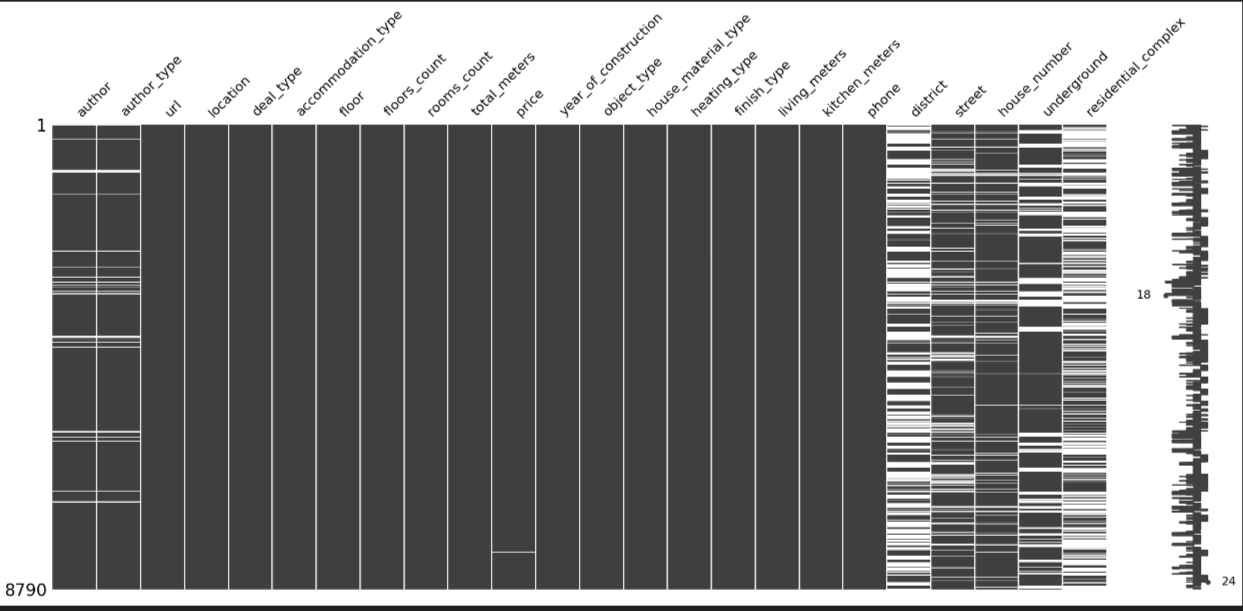 author
author_type
url
location
deal_type
accommodation_type
floor
floors_count
rooms_count
total_meters
price
year_of_construction
object_type
house_material_type
heating_type
finish_type
living_meters
kitchen_meters
phone
district
street
house_number
underground
residential_complex
1
18
8790
24